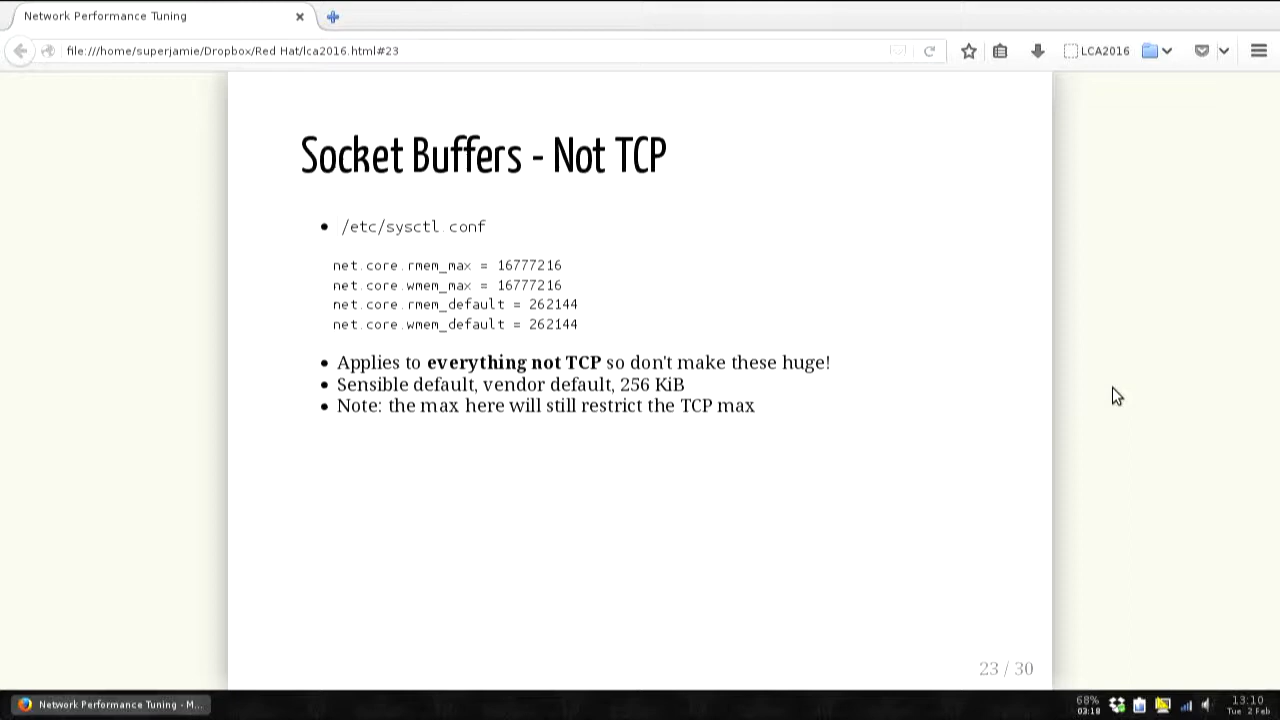 Network Performance Tuning
file:///home/superjamie/Dropbox/Red Hat/lca2016.html#23
LCA2016
Socket Buffers - Not TCP
/etc/sysctl.conf
net.core.rmem_max = 16777216
net.core.wmem_max = 16777216
net.core.rmem_default = 262144
net.core.wmem_default = 262144
Applies to everything not TCP so don't make these huge!
Sensible default, vendor default, 256 KiB
Note: the max here will still restrict the TCP max
23 / 30
Network Performance Tuning - M...
68%
03:18
13:10
Tue 2 Feb